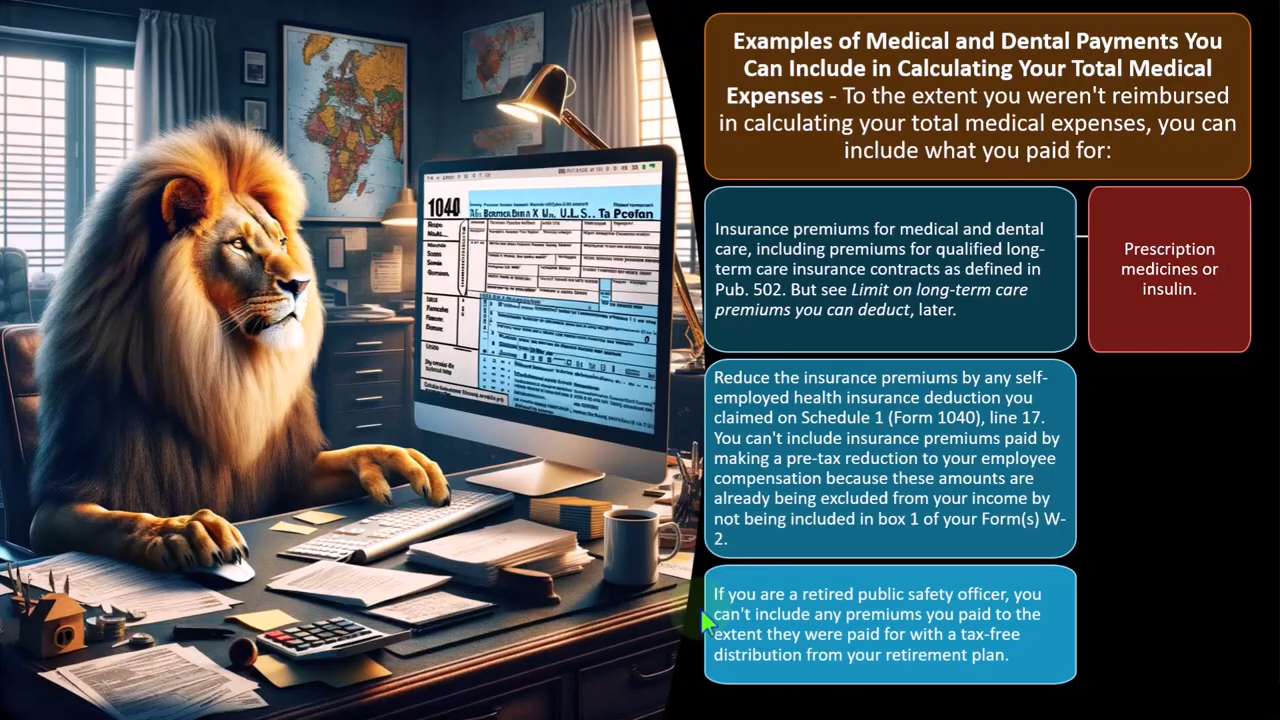 Examples of Medical and Dental Payments You
Can Include in Calculating Your Total Medical
Expenses - To the extent you weren't reimbursed
in calculating your total medical expenses, you can
include what you paid for:
Insurance premiums for medical and dental
care, including premiums for qualified long-
term care insurance contracts as defined in
Pub. 502. But see Limit on long-term care
premiums you can deduct, later.
Prescription
medicines or
insulin.
Reduce the insurance premiums by any self-
employed health insurance deduction you
claimed on Schedule 1 (Form 1040), line 17.
You can't include insurance premiums paid by
making a pre-tax reduction to your employee
compensation because these amounts are
already being excluded from your income by
not being included in box 1 of your Form(s) W-
2.
If you are a retired public safety officer, you
can't include any premiums you paid to the
extent they were paid for with a tax-free
distribution from your retirement plan.
1040